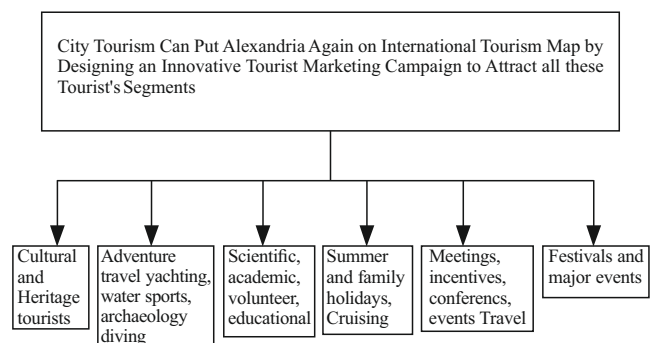 City Tourism Can Put Alexandria Again on International Tourism Map by
Designing an Innovative Tourist Marketing Campaign to Attract all these
Tourist's Segments
Cultural
and
Heritage
tourists
Adventure
travel yachting,
water sports,
archaeology
diving
Scientific,
academic,
volunteer,
educational
Summer
and family
holidays,
Cruising
Meetings,
incentives,
conferencs,
events Travel
Festivals and
major events